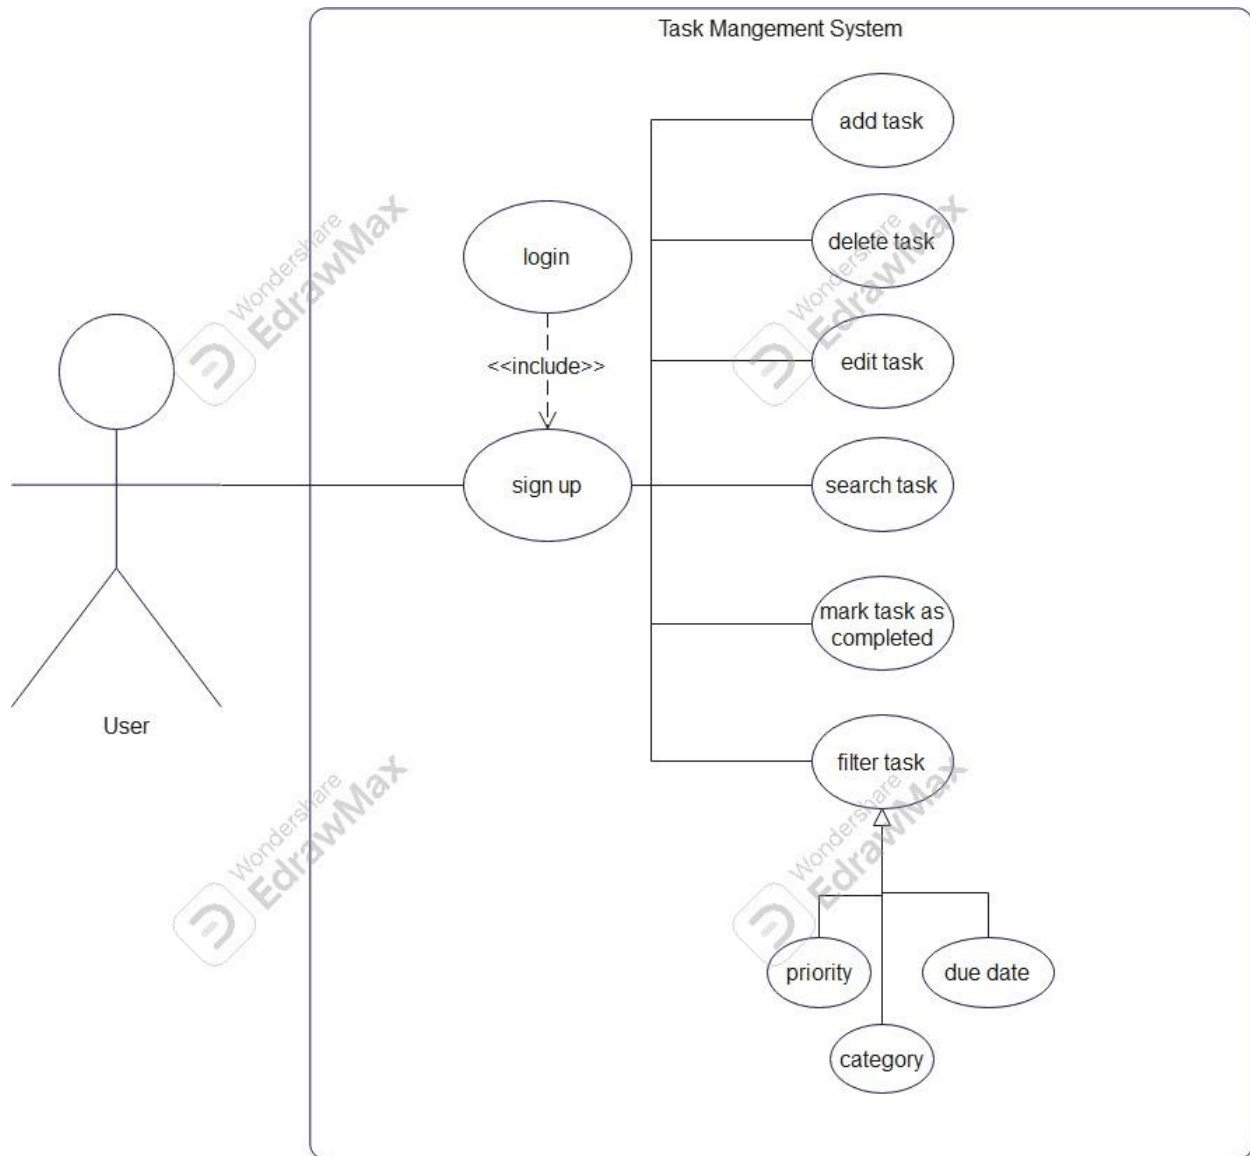 Task Mangement System
add task
delete task
login
edit task
<<include>>
sign up
search task
mark task as
completed
User
filter task
priority
due date
category
Wondershare
EdrawMax
Wondershare
EdrawMax
Wondershare
EdrawMax
Wondershare
EdrawMax